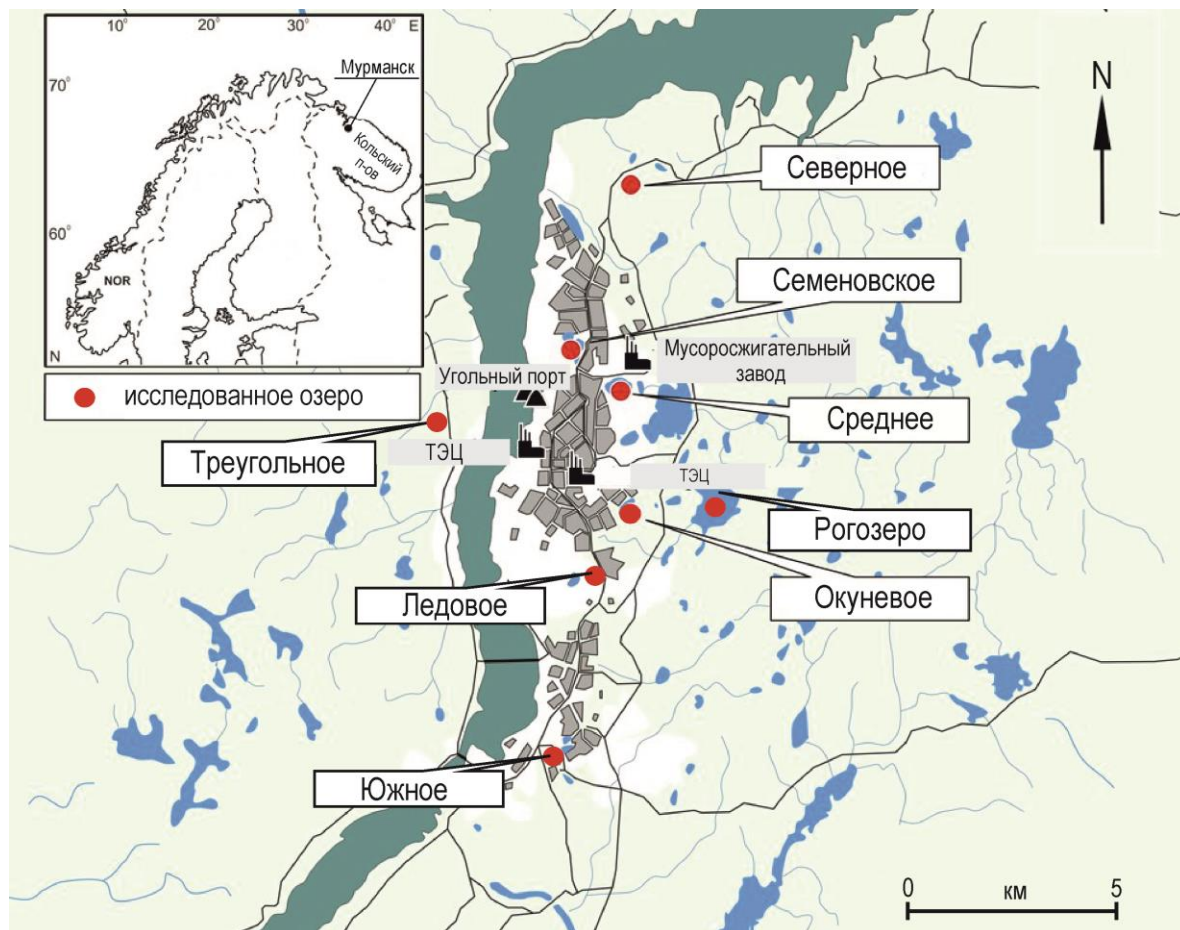 10°
20°
30°
40°
E
Мурманск
70°
Кольский
п-ов
60°
NOR
N
исследованное озеро
N
Северное
Семеновское
Мусоросжигательный
завод
Угольный порт
Среднее
Треугольное
ТЭЦ
ТЭЦ
Рогозеро
Ледовое
Окуневое
Южное
0
км
5